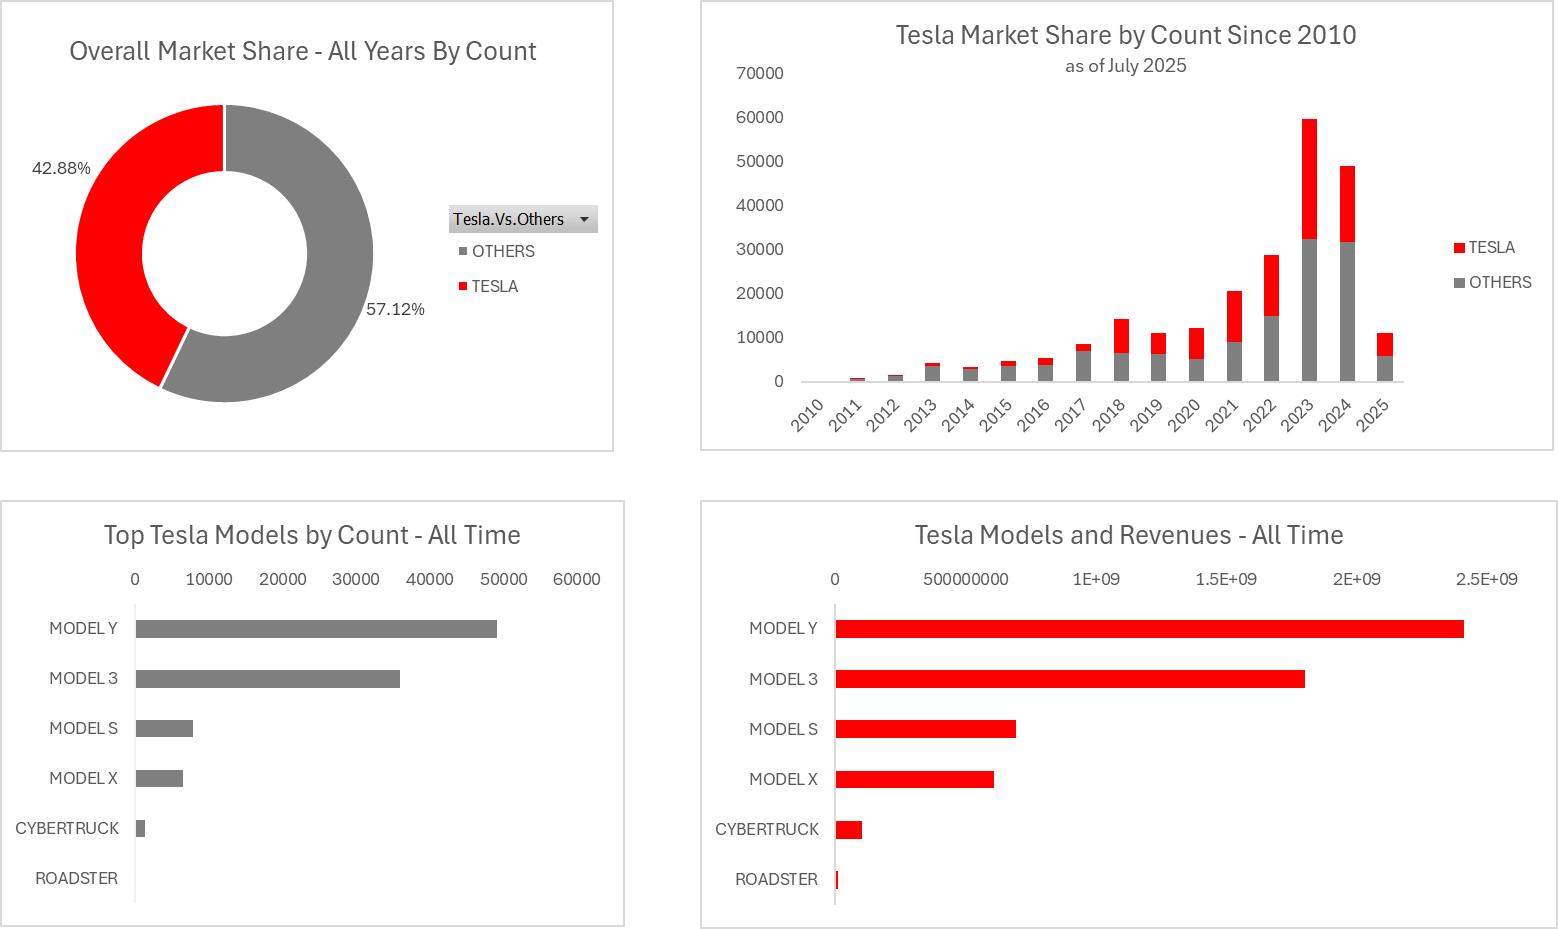 Overall Market Share - All Years By Count
42.88%
57.12%
Tesla.Vs.Others
OTHERS
TESLA
Tesla Market Share by Count Since 2010
as of July 2025
70000
60000
50000
40000
30000
20000
10000
0
2010 2011 2012 2013 2014 2015 2016 2017 2018 2019 2020 2021 2022 2023 2024 2025
TESLA
OTHERS
Top Tesla Models by Count - All Time
0 10000 20000 30000 40000 50000 60000
MODEL Y
MODEL 3
MODEL S
MODEL X
CYBERTRUCK
ROADSTER
Tesla Models and Revenues - All Time
0 500000000 1E+09 1.5E+09 2E+09 2.5E+09
MODEL Y
MODEL 3
MODEL S
MODEL X
CYBERTRUCK
ROADSTER